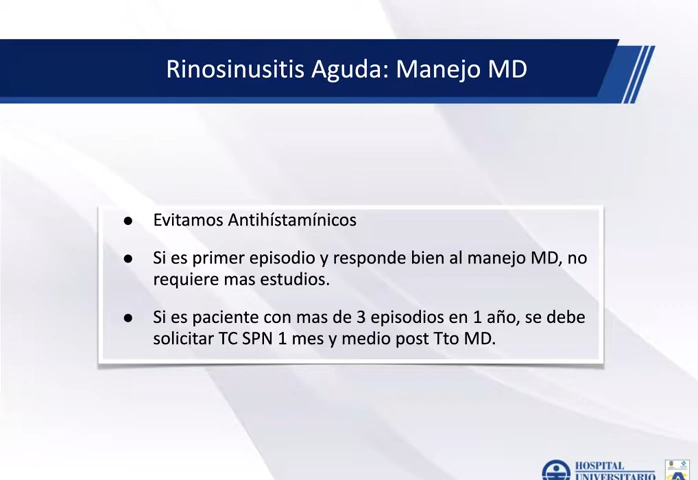 Rinosinusitis Aguda: Manejo MD
● Evitamos Antihístamínicos
● Si es primer episodio y responde bien al manejo MD, no
requiere mas estudios.
● Si es paciente con mas de 3 episodios en 1 año, se debe
solicitar TC SPN 1 mes y medio post Tto MD.
HOSPITAL
UNIVERSITARIO